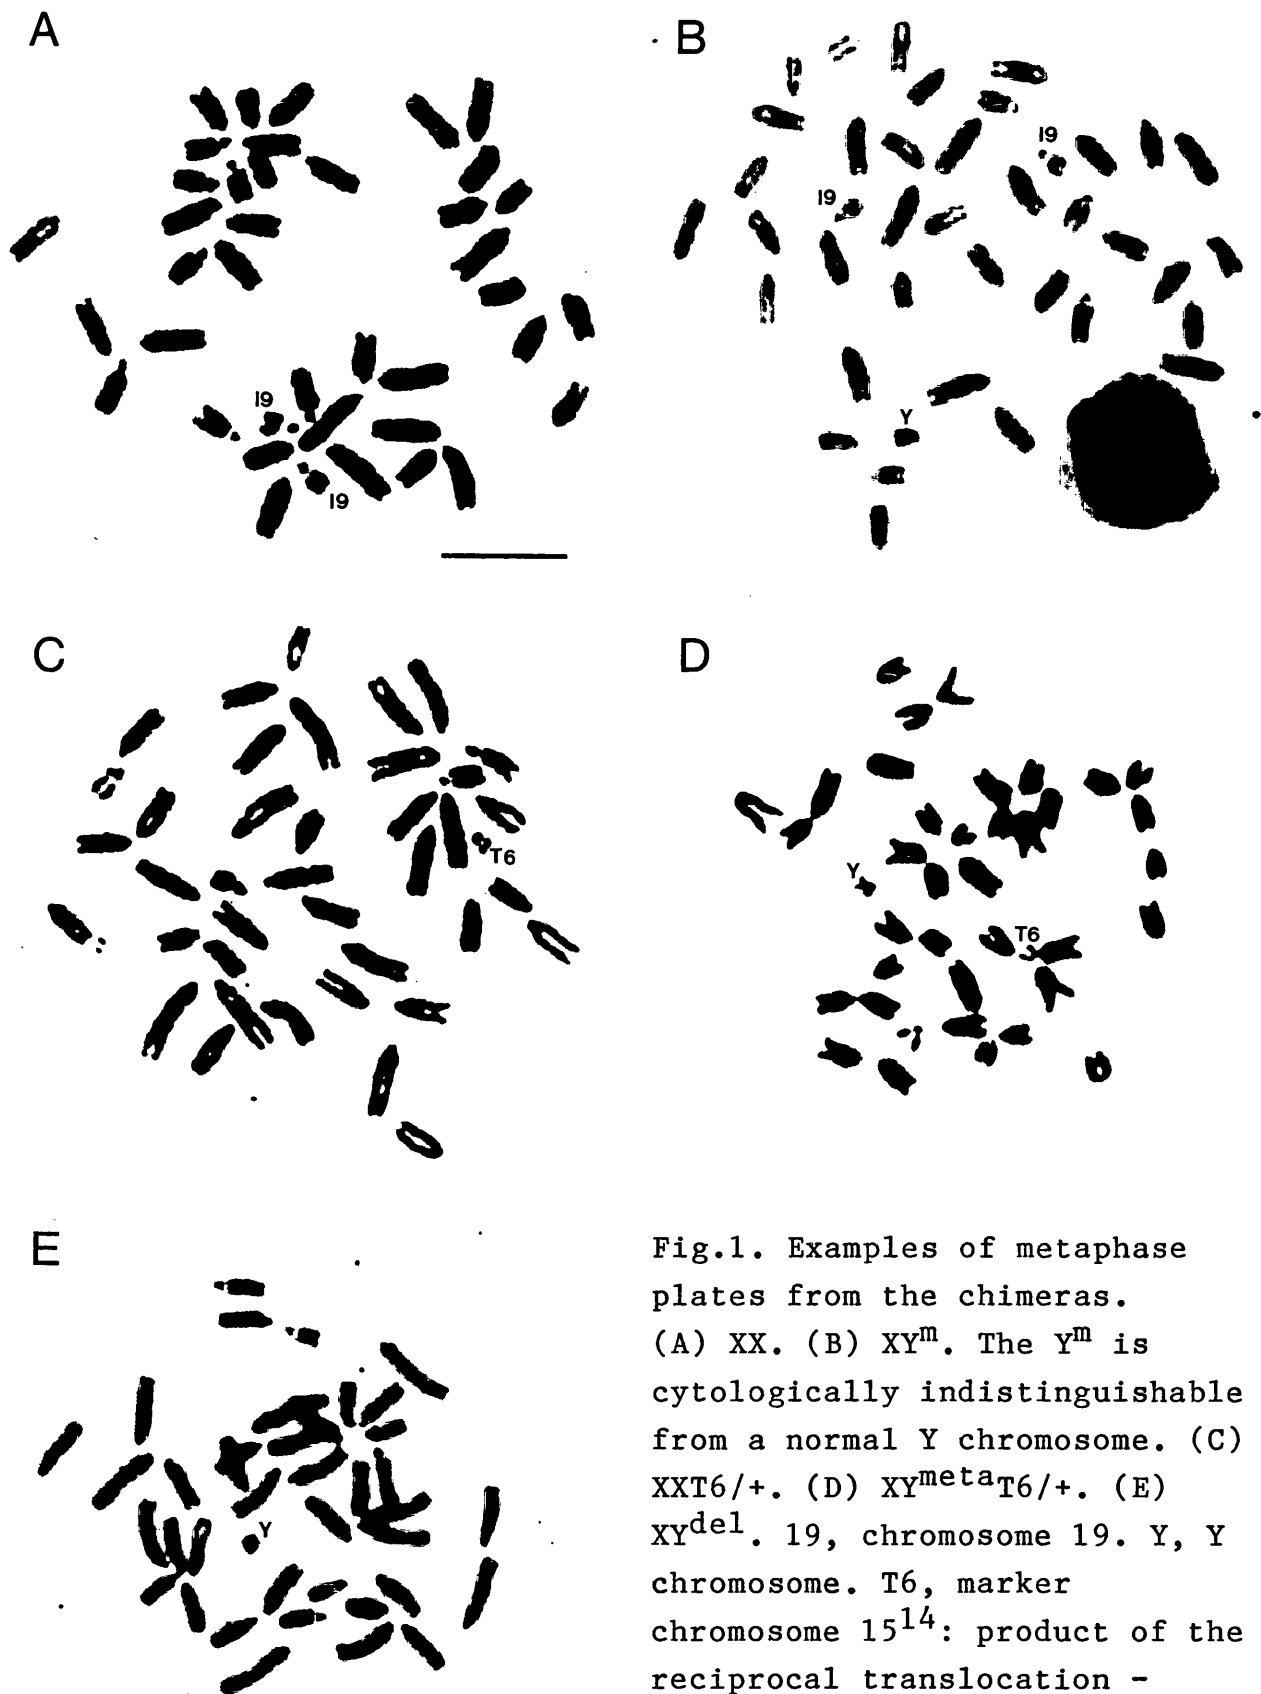 A
B
19
19
19
19
Y
C
D
T6
Y
T6
E
Y
Fig.1. Examples of metaphase
plates from the chimeras.
(A) XX. (B) XYᵐ. The Yᵐ is
cytologically indistinguishable
from a normal Y chromosome. (C)
XXT6/+. (D) XYᵐᵉᵗᵃT6/+. (E)
XYᵈᵉˡ. 19, chromosome 19. Y, Y
chromosome. T6, marker
chromosome 15¹⁴: product of the
reciprocal translocation -